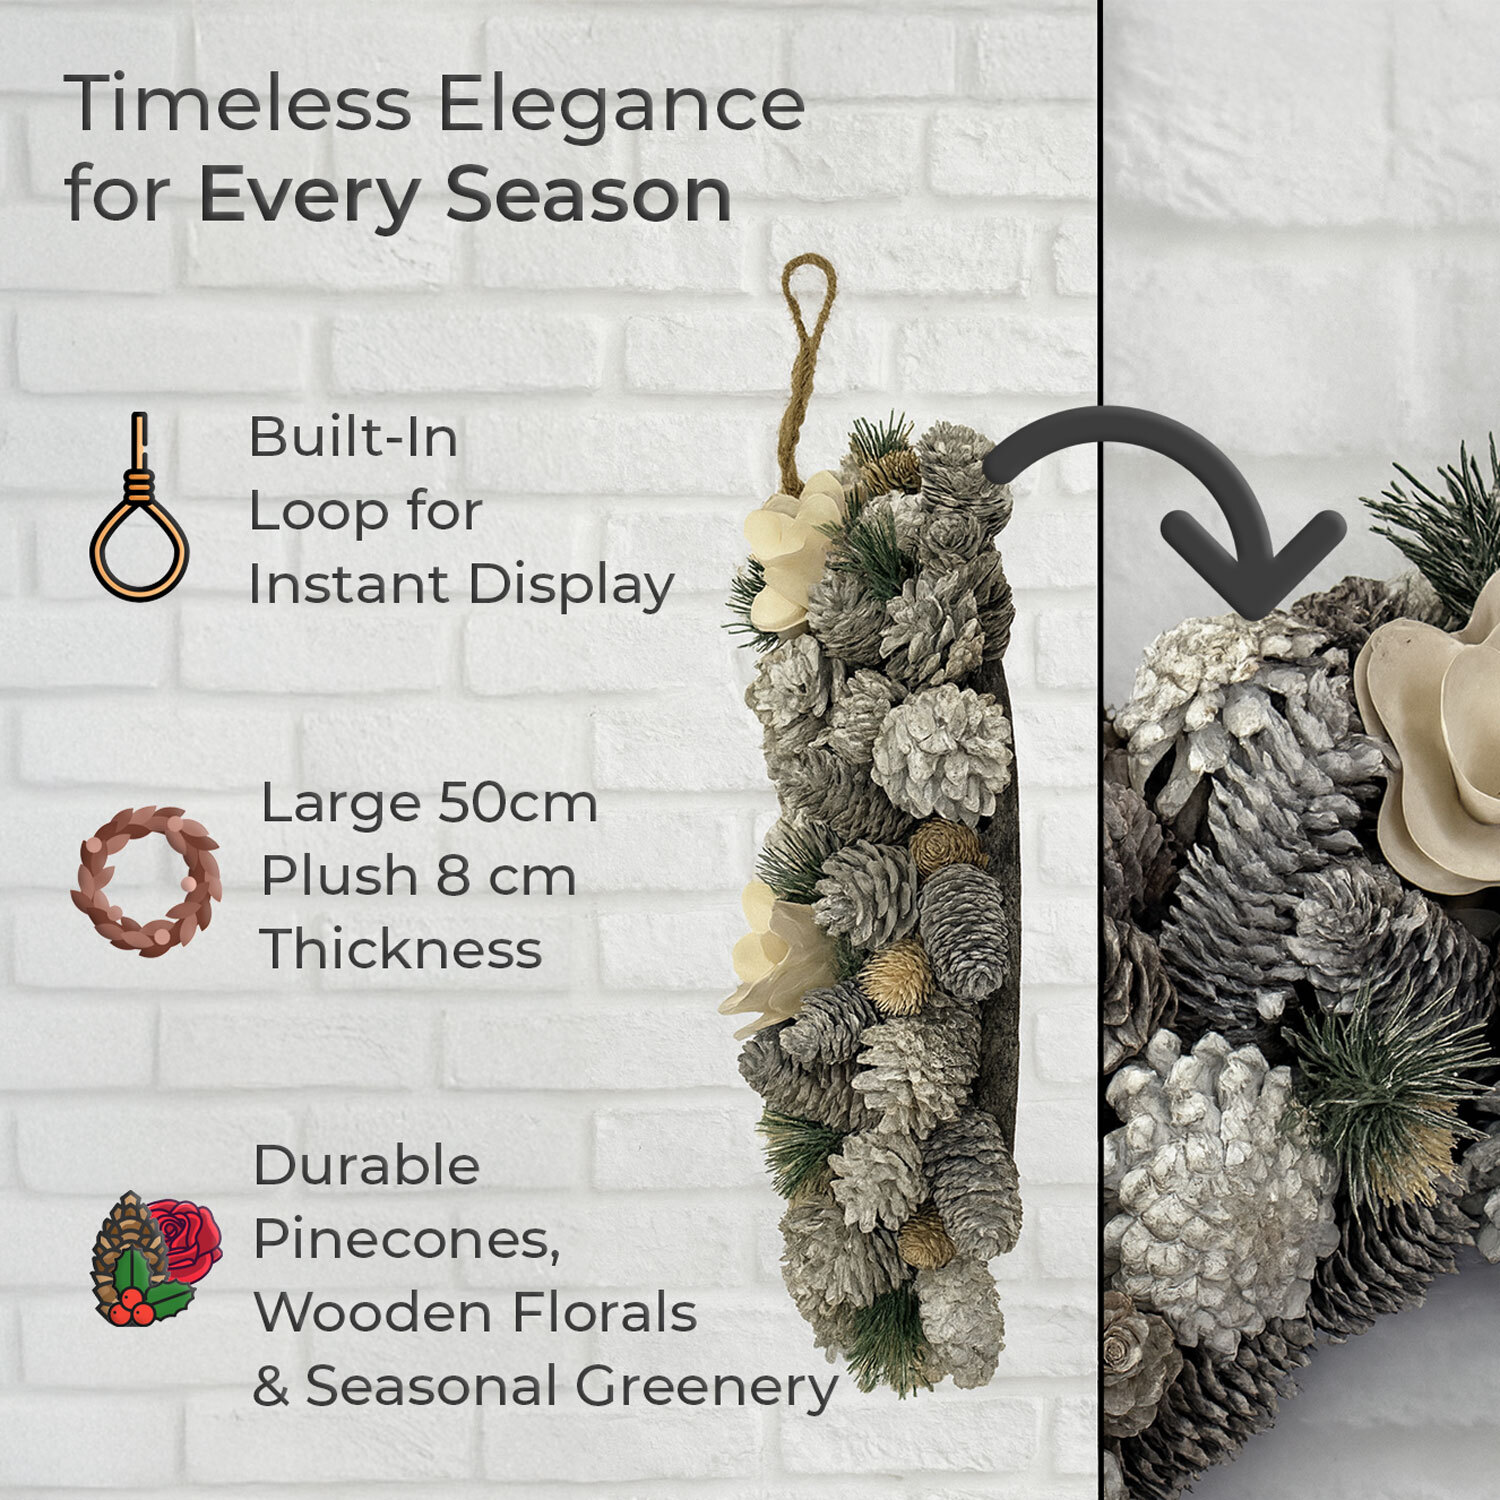 Timeless Elegance
for Every Season
Built-In
Loop for
Instant Display
Large 50cm
Plush 8 cm
Thickness
Durable
Pinecones,
Wooden Florals
& Seasonal Greenery